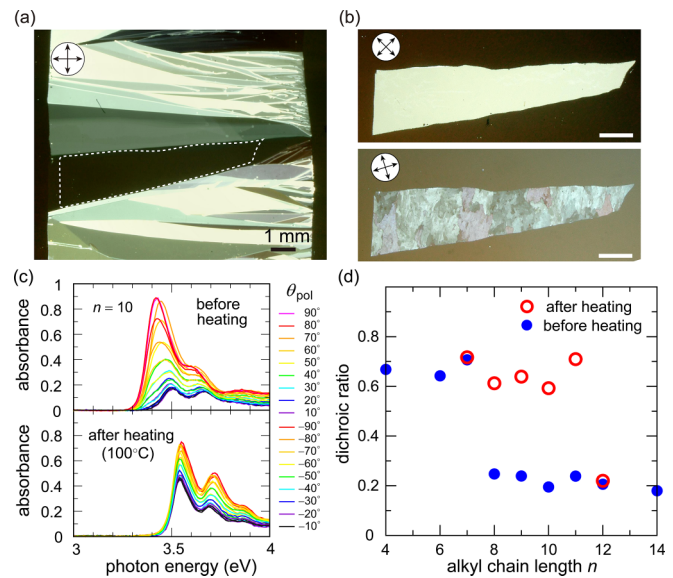 (a)
(b)
1 mm
(c)
absorbance
1
0.8
0.6
0.4
0.2
0
n = 10
before
heating
absorbance
1
0.8
0.6
0.4
0.2
0
after heating
(100°C)
3
3.5
4
photon energy (eV)
θpol
90°
80°
70°
60°
50°
40°
30°
20°
10°
−90°
−80°
−70°
−60°
−50°
−40°
−30°
−20°
−10°
(d)
dichroic ratio
1.0
0.8
0.6
0.4
0.2
0
after heating
before heating
4 6 8 10 12 14
alkyl chain length n